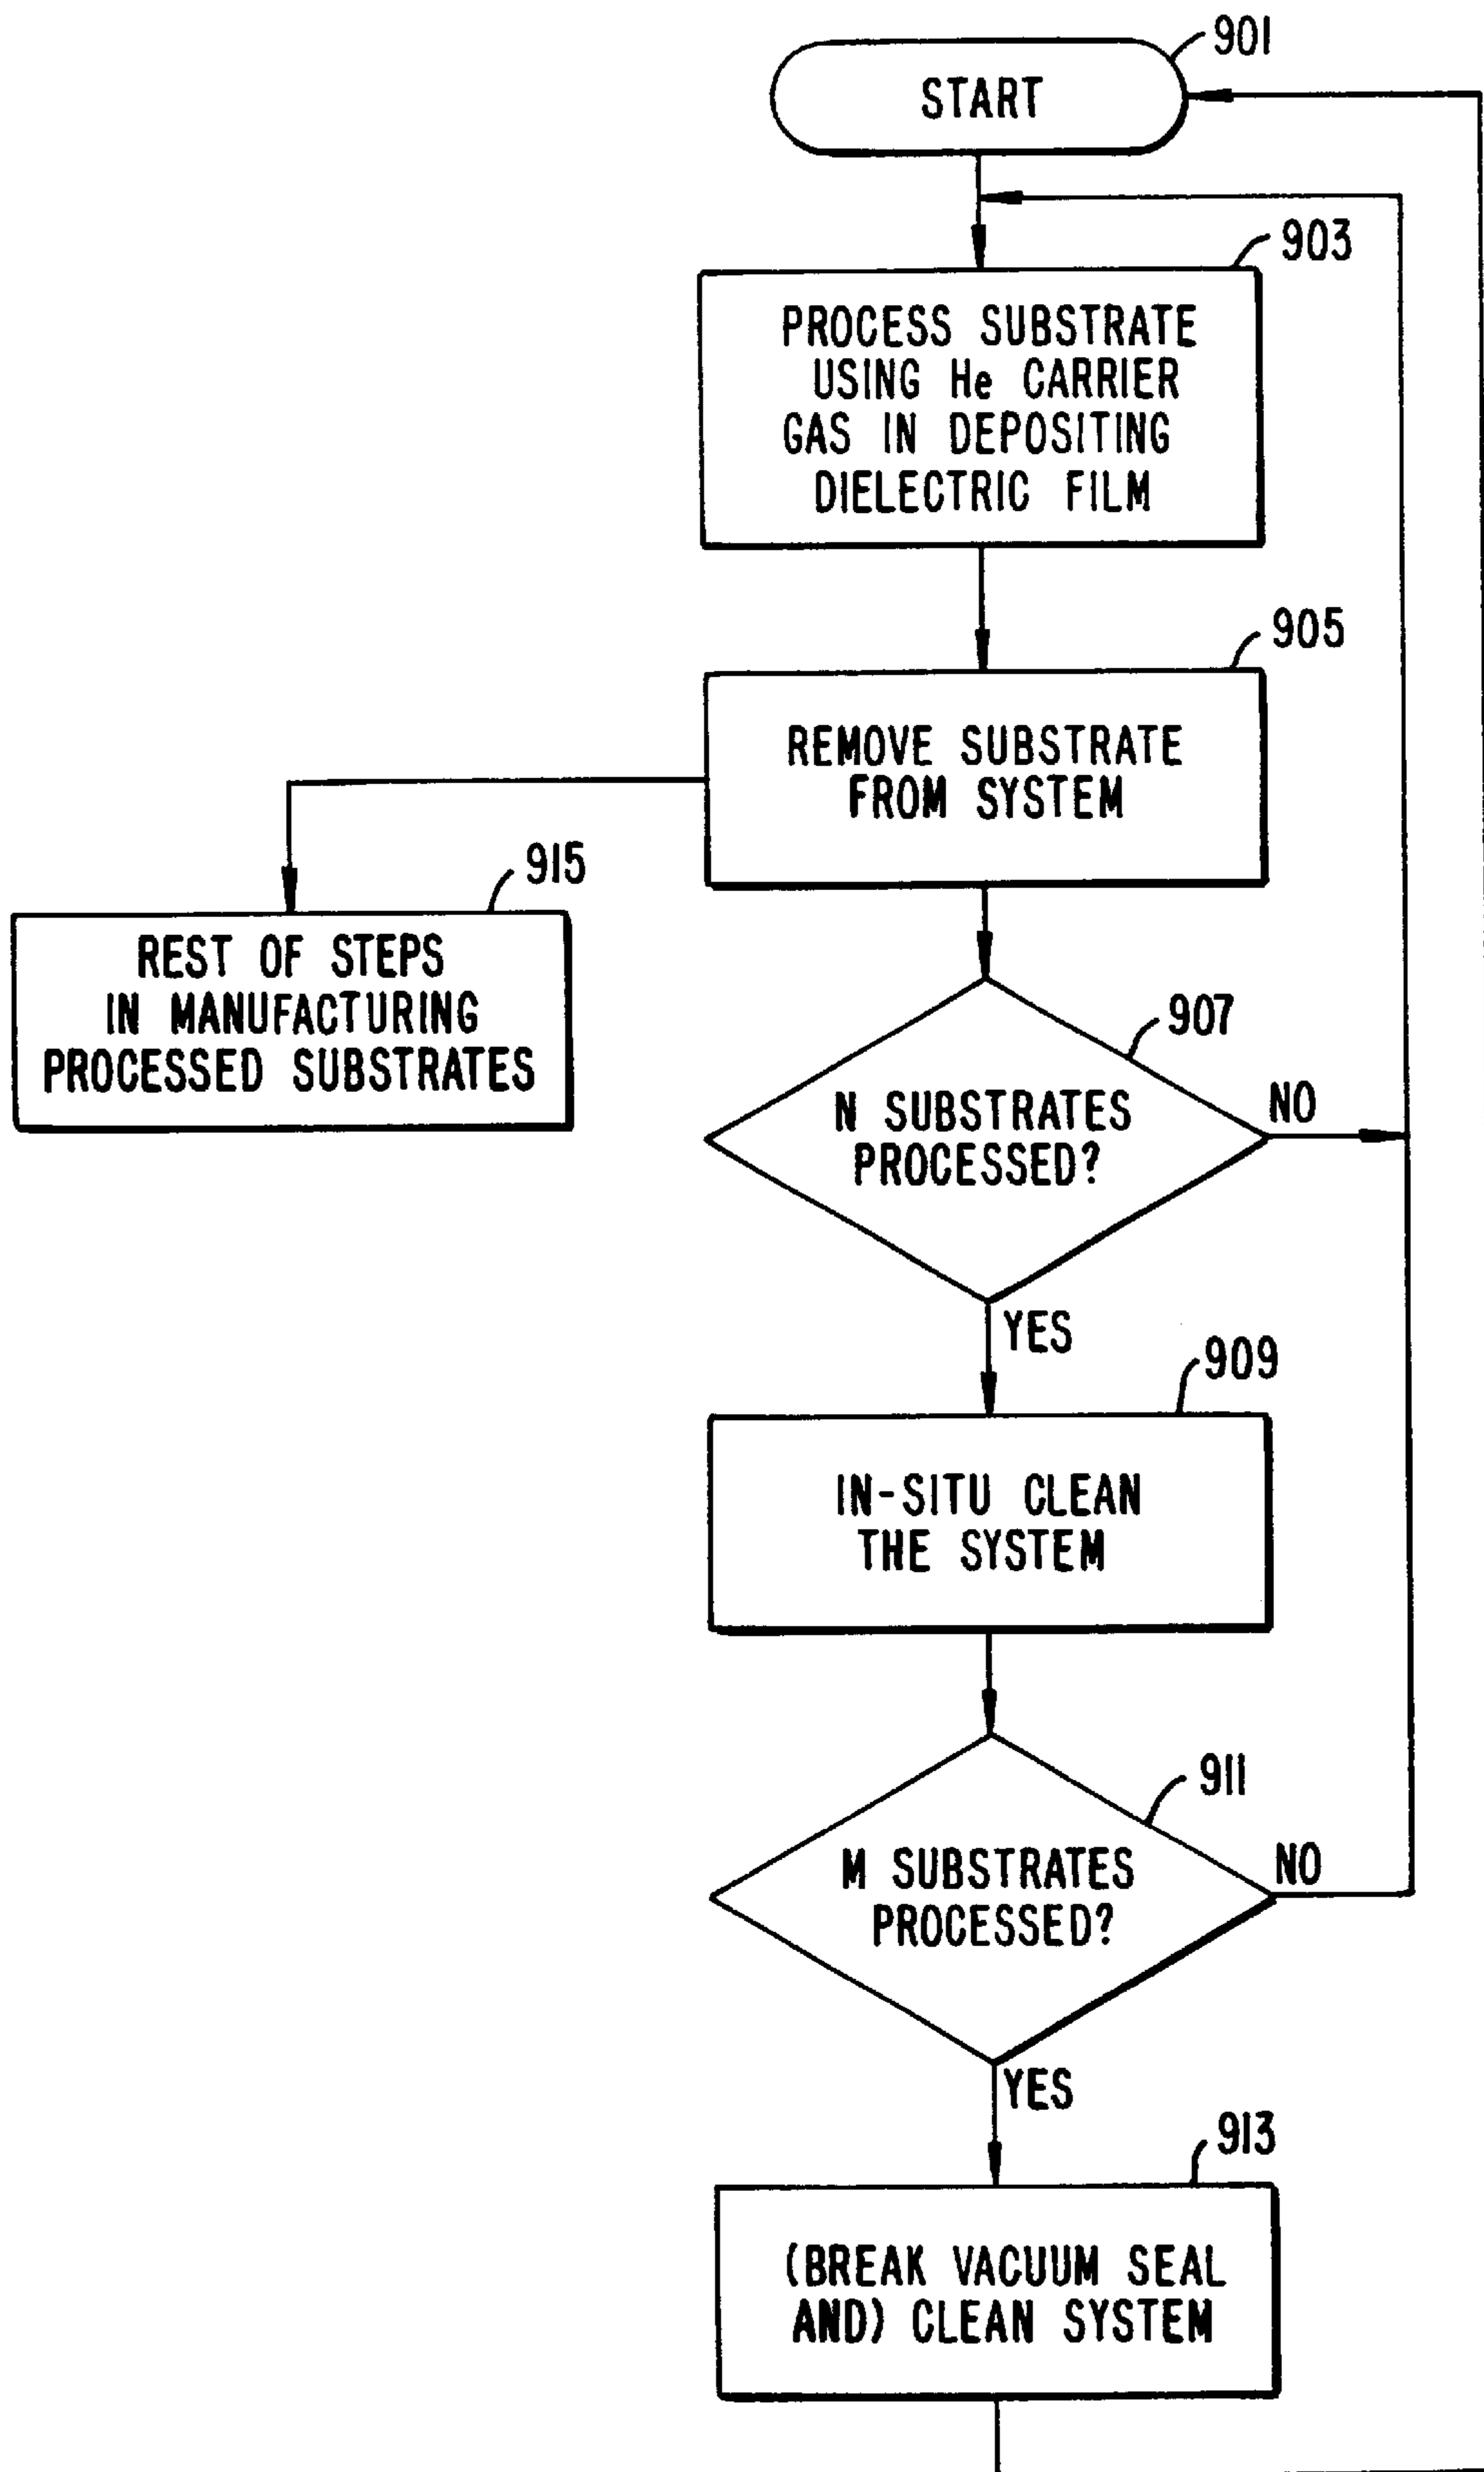 901
START
903
PROCESS SUBSTRATE
USING He CARRIER
GAS IN DEPOSITING
DIELECTRIC FILM
905
REMOVE SUBSTRATE
FROM SYSTEM
915
REST OF STEPS
IN MANUFACTURING
PROCESSED SUBSTRATES
907
N SUBSTRATES
PROCESSED?
NO
YES
909
IN-SITU CLEAN
THE SYSTEM
911
M SUBSTRATES
PROCESSED?
NO
YES
913
(BREAK VACUUM SEAL
AND) CLEAN SYSTEM